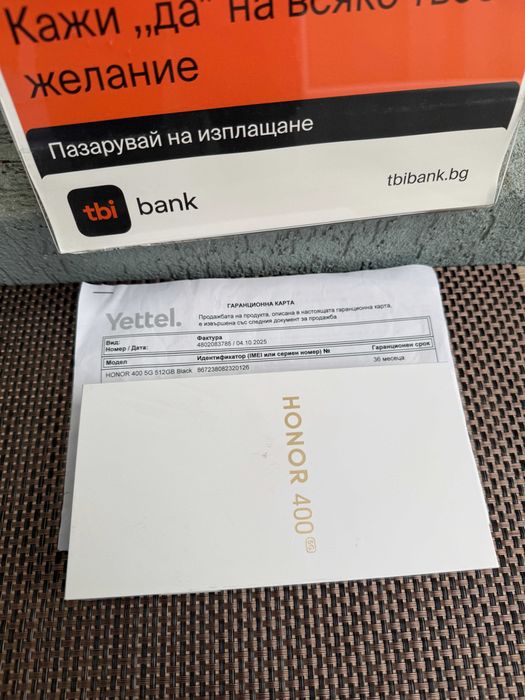 Кажи „да" на всяко твое
желание
Пазарувай на изплащане
tbi bank
tbibank.bg
ГАРАНЦИОННА КАРТА
Yettel.
Продажбата на продукта, описана в настоящата гаранционна карта,
е извършена със следния документ за продажба
Вид: Фактура
Номер / Дата: 4802083785 / 04.10.2025
Модел Идентификатор (IMEI или сериен номер) № Гаранционен срок
HONOR 400 5G 512GB Black 867238082320126 36 месеца
HONOR 400 5G